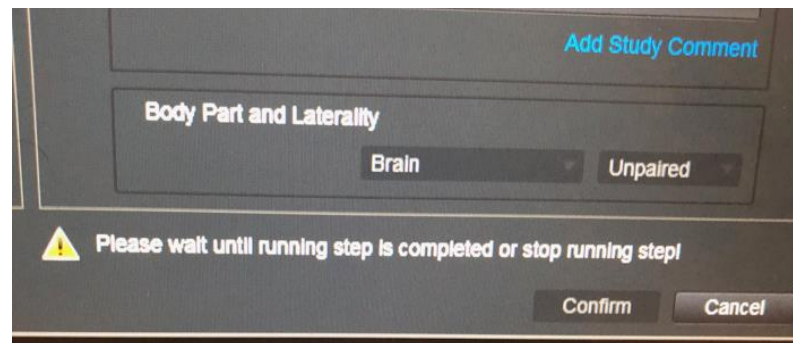 Add Study Comment
Body Part and Laterality
Brain Unpaired
Please wait until running step is completed or stop running step!
Confirm Cancel